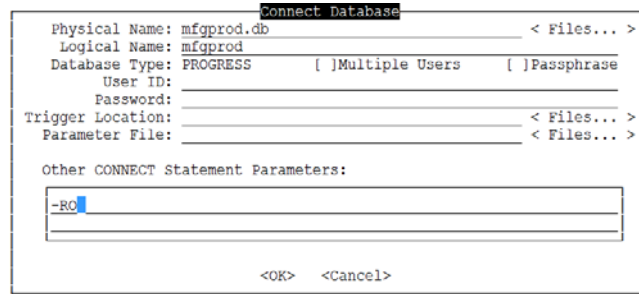 Connect Database
Physical Name: mfgprod.db < Files... >
Logical Name: mfgprod
Database Type: PROGRESS [ ]Multiple Users [ ]Passphrase
User ID:
Password:
Trigger Location: < Files... >
Parameter File: < Files... >
Other CONNECT Statement Parameters:
-RO
<OK> <Cancel>